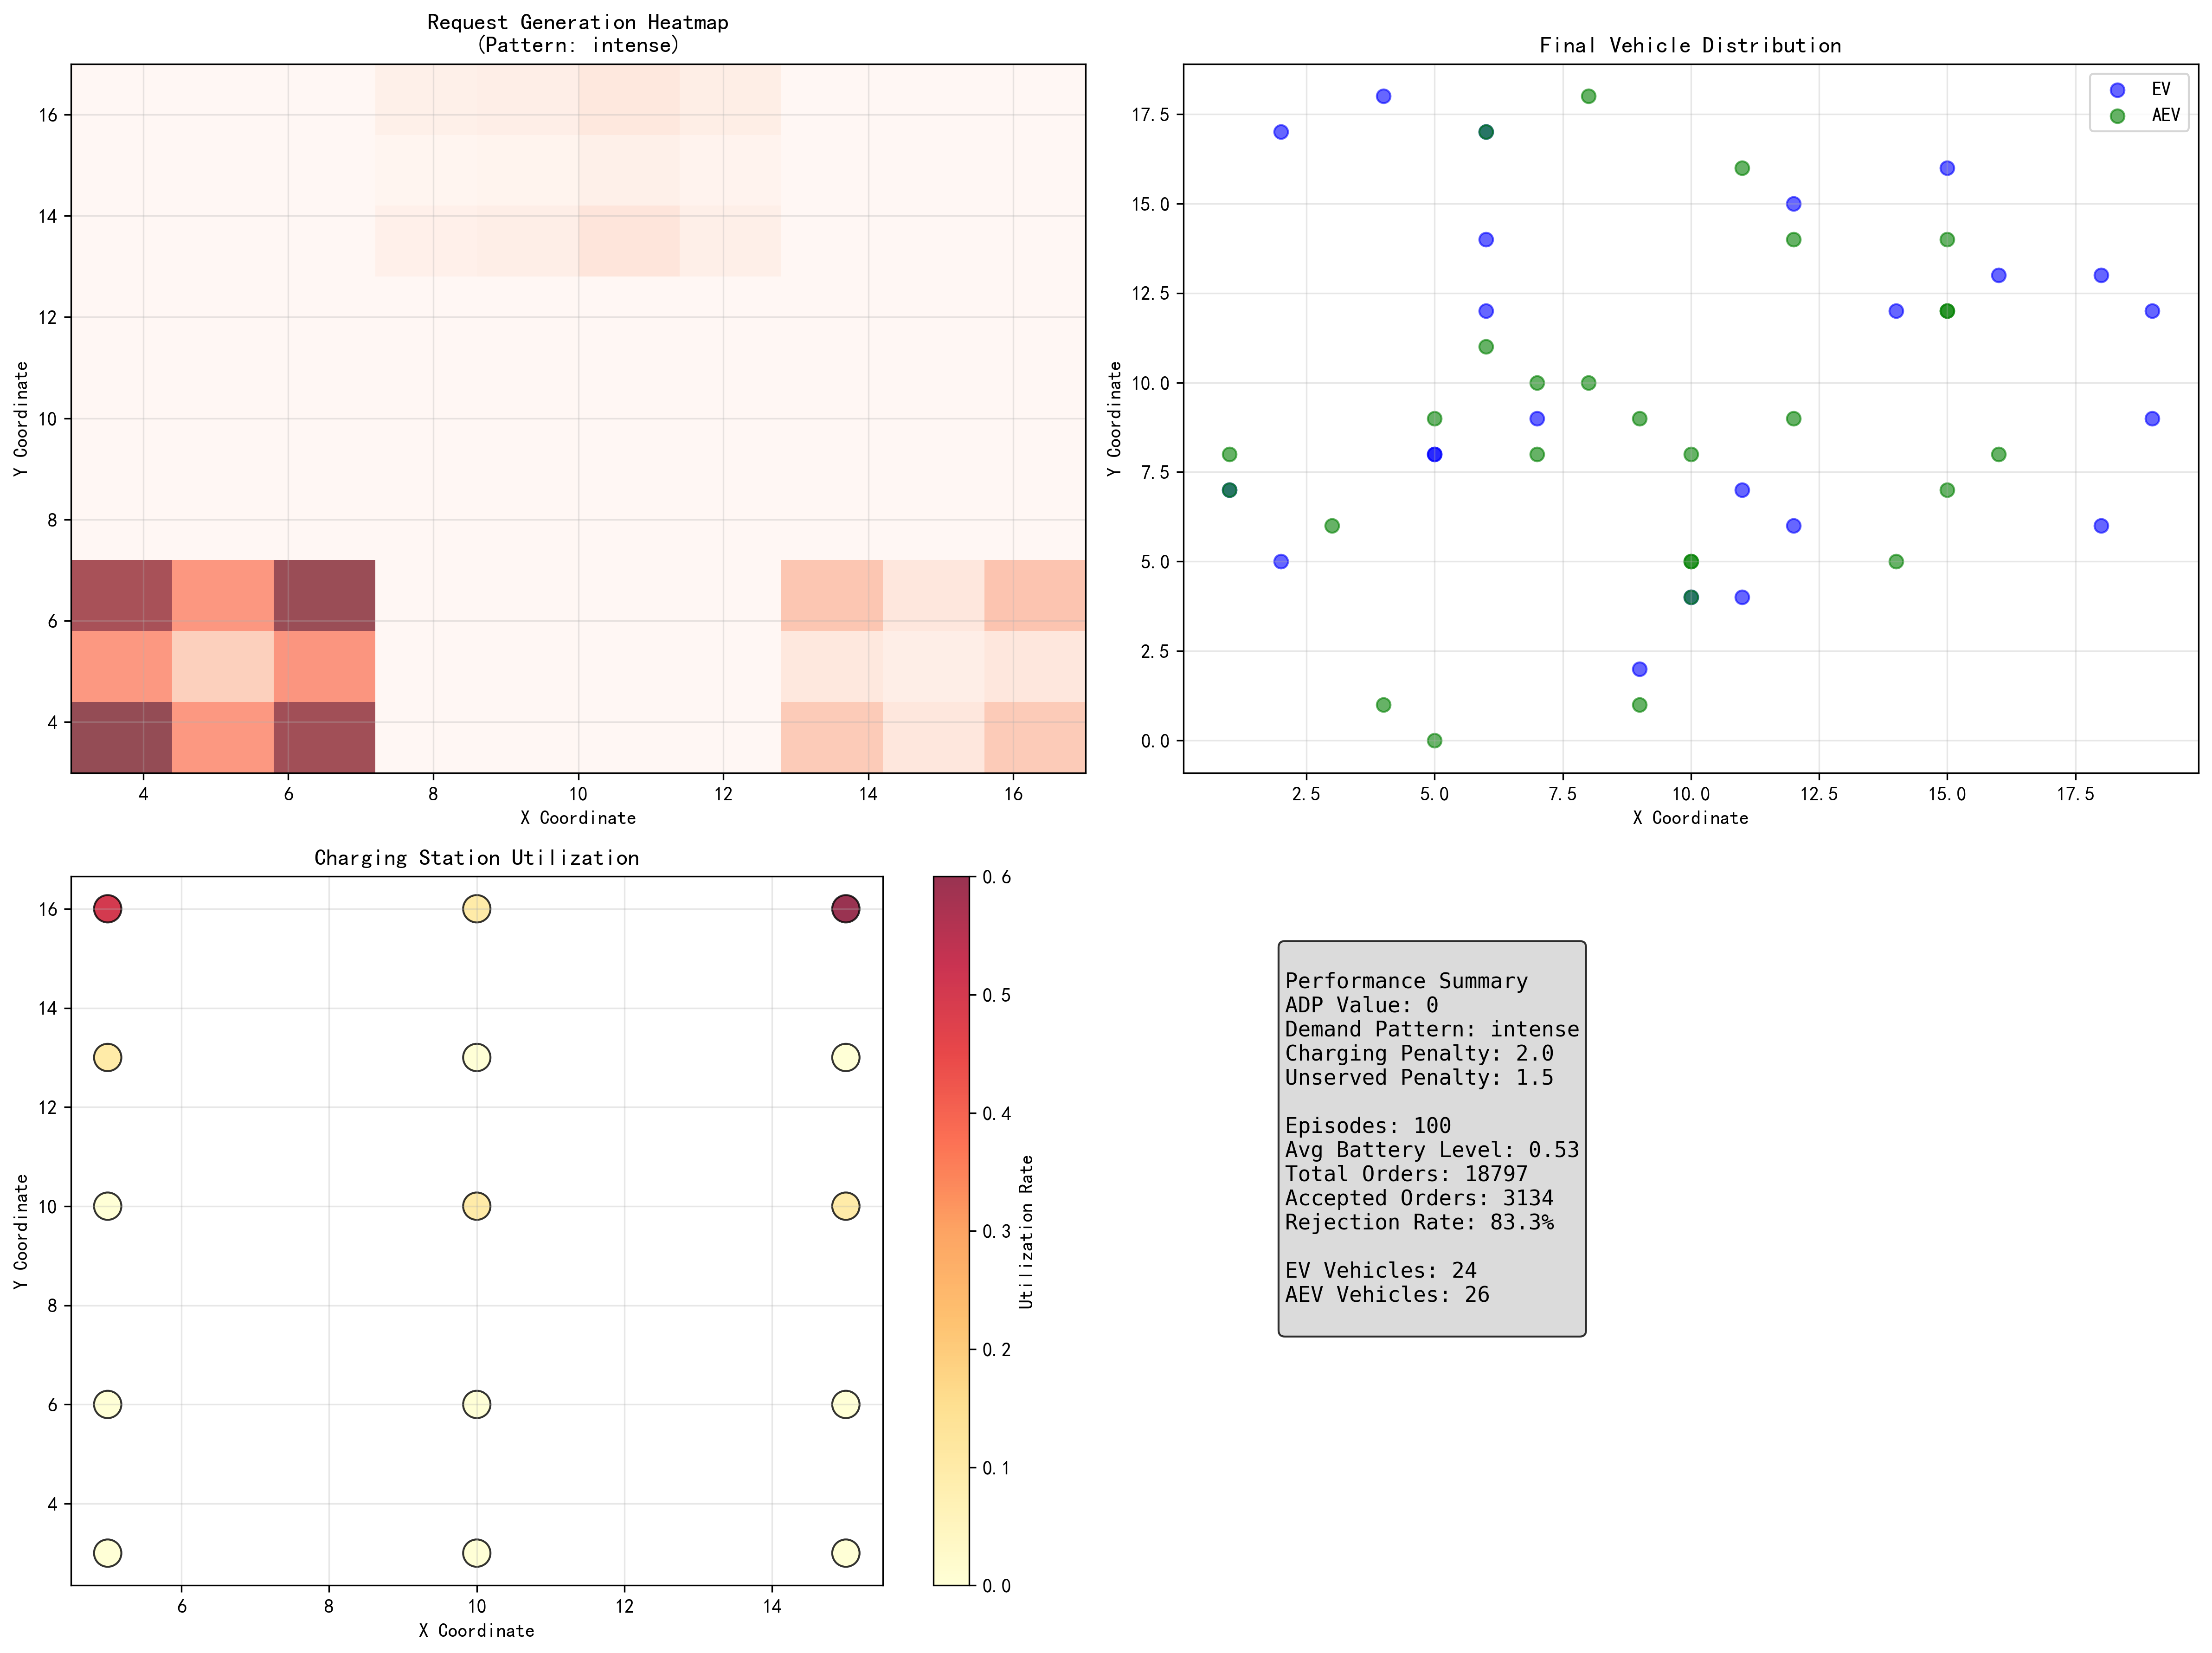 Request Generation Heatmap
(Pattern: intense)
16
14
12
10
8
6
4
Y Coordinate
4 6 8 10 12 14 16
X Coordinate
Final Vehicle Distribution
EV
AEV
17.5
15.0
12.5
10.0
7.5
5.0
2.5
0.0
Y Coordinate
2.5 5.0 7.5 10.0 12.5 15.0 17.5
X Coordinate
Charging Station Utilization
16
14
12
10
8
6
4
Y Coordinate
6 8 10 12 14
X Coordinate
0.6
0.5
0.4
0.3
0.2
0.1
0.0
Utilization Rate
Performance Summary
ADP Value: 0
Demand Pattern: intense
Charging Penalty: 2.0
Unserved Penalty: 1.5
Episodes: 100
Avg Battery Level: 0.53
Total Orders: 18797
Accepted Orders: 3134
Rejection Rate: 83.3%
EV Vehicles: 24
AEV Vehicles: 26